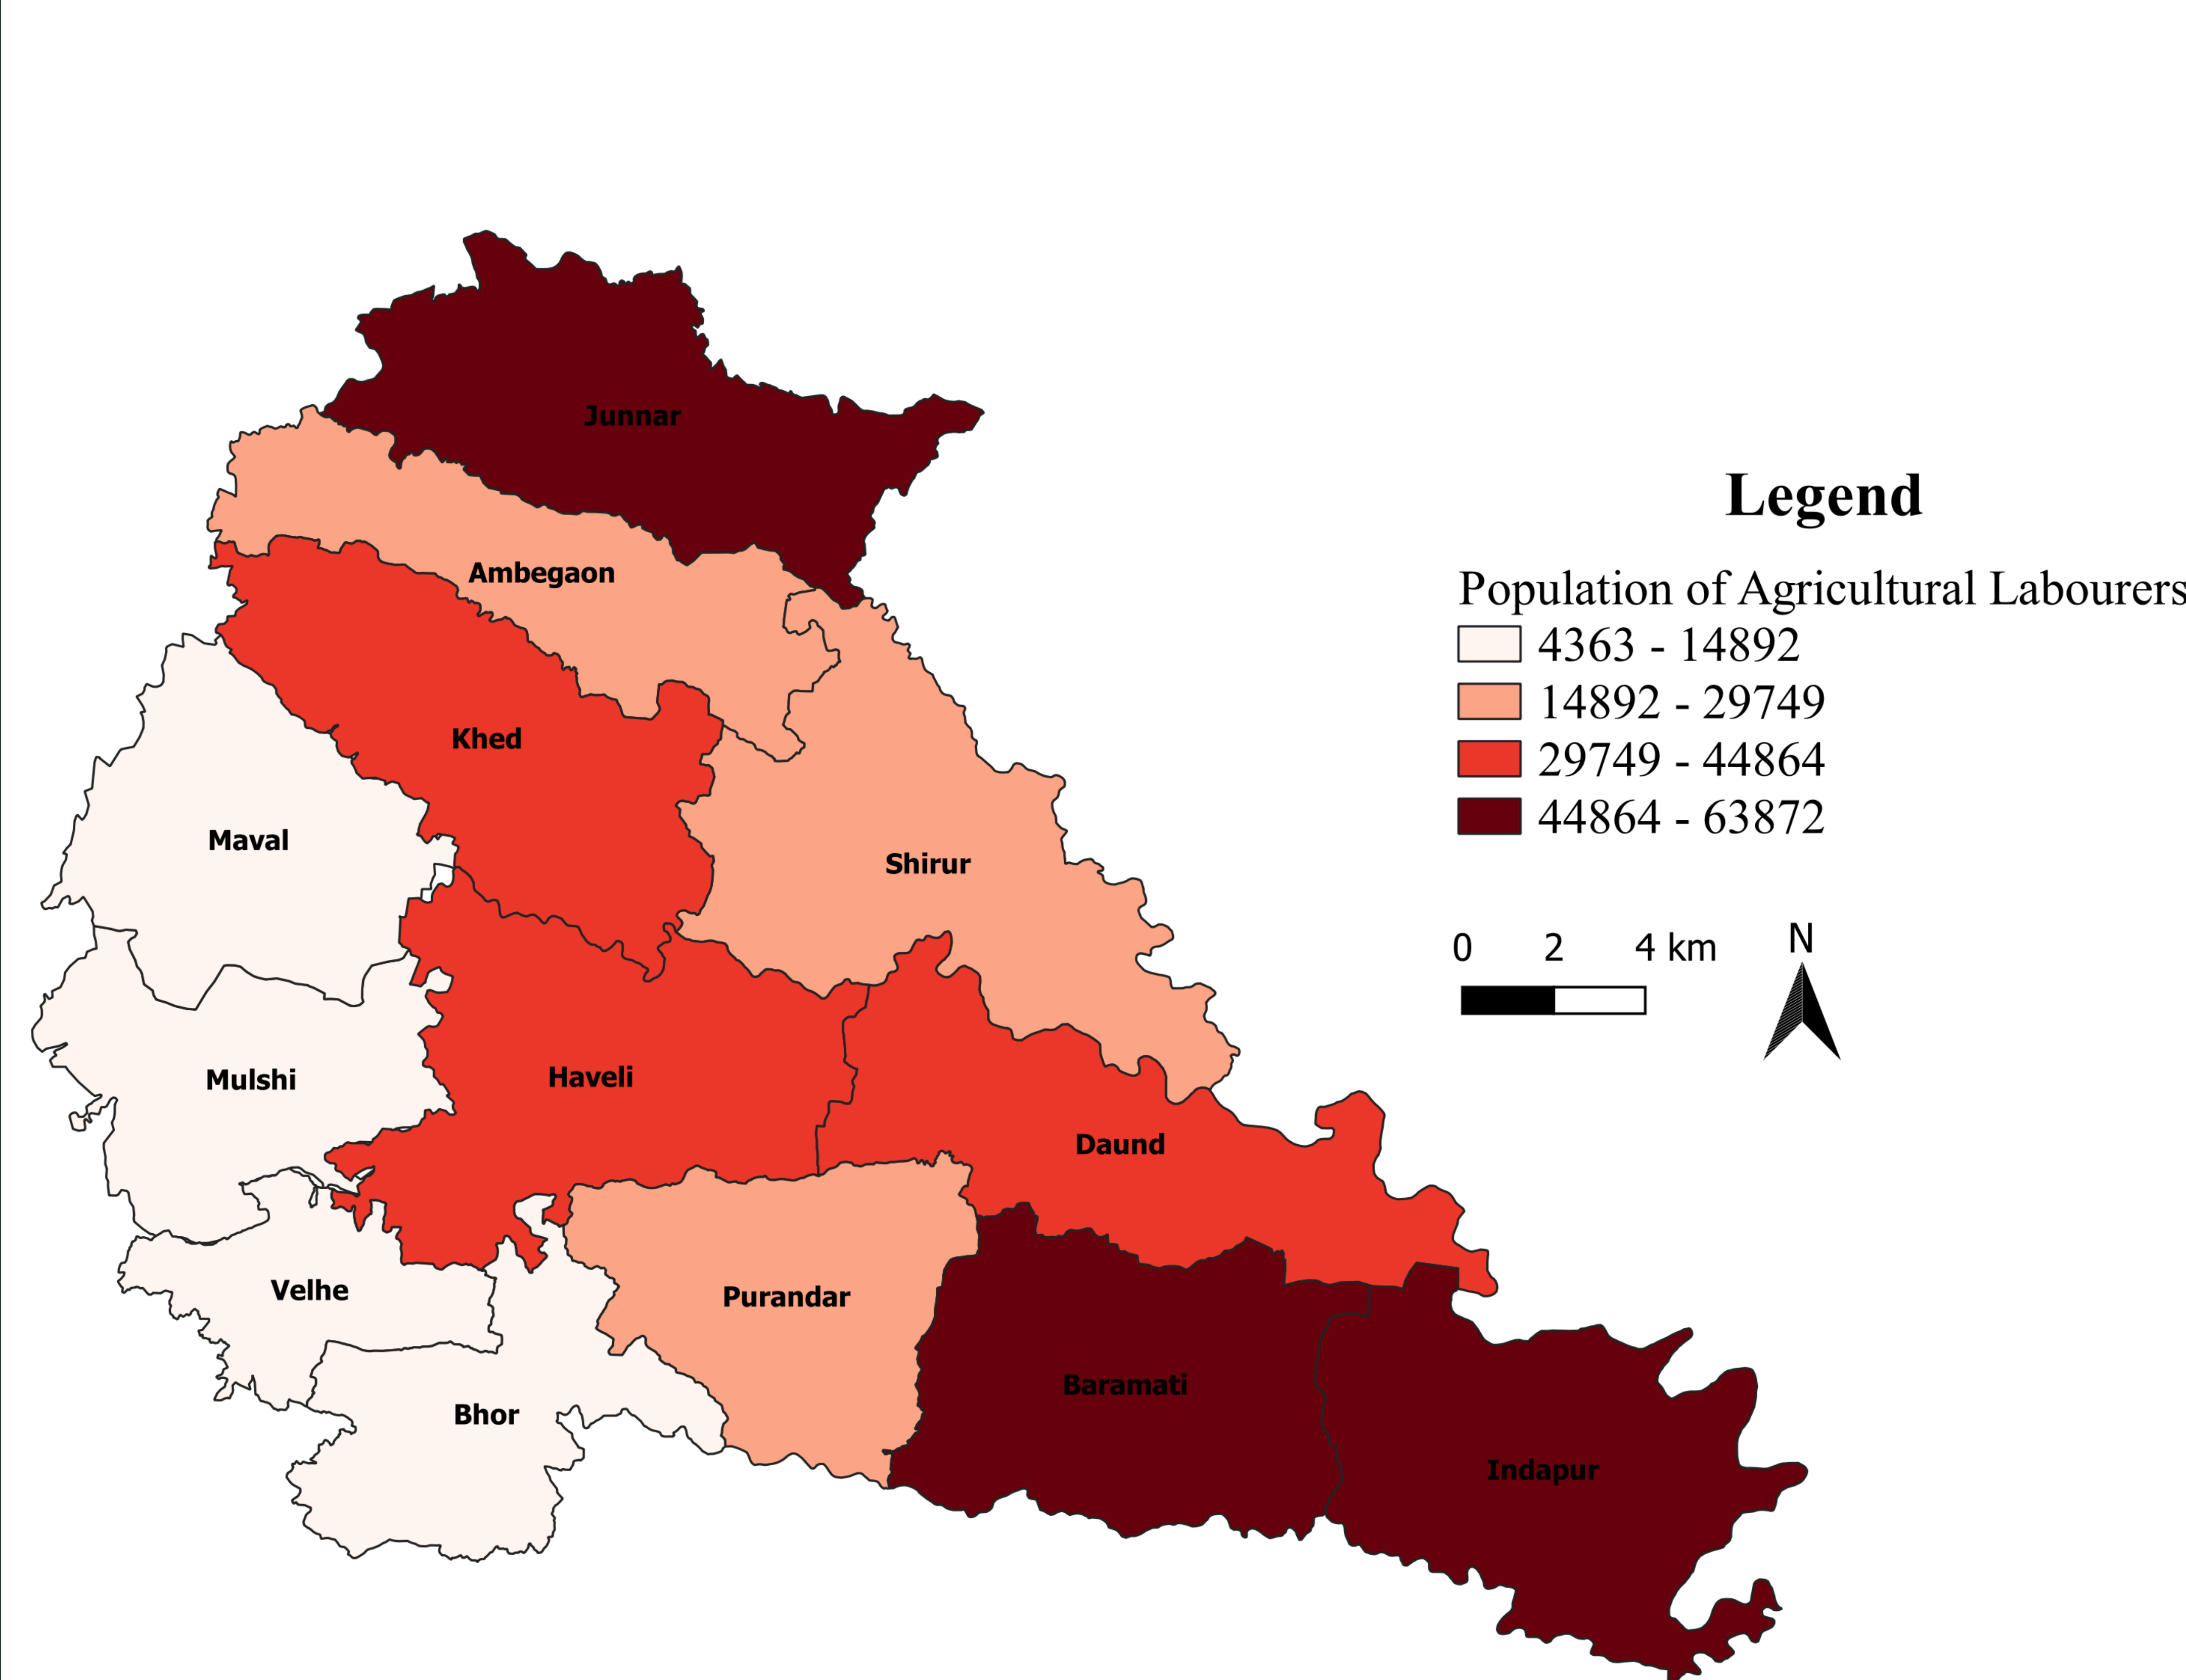 Junnar
Legend
Ambegaon
Population of Agricultural Labourers
4363 - 14892
14892 - 29749
Khed
29749 - 44864
44864 - 63872
Maval
Shirur
0 2 4 km
N
Haveli
Mulshi
Daund
Velhe
Purandar
Baramati
Bhor
Indapur